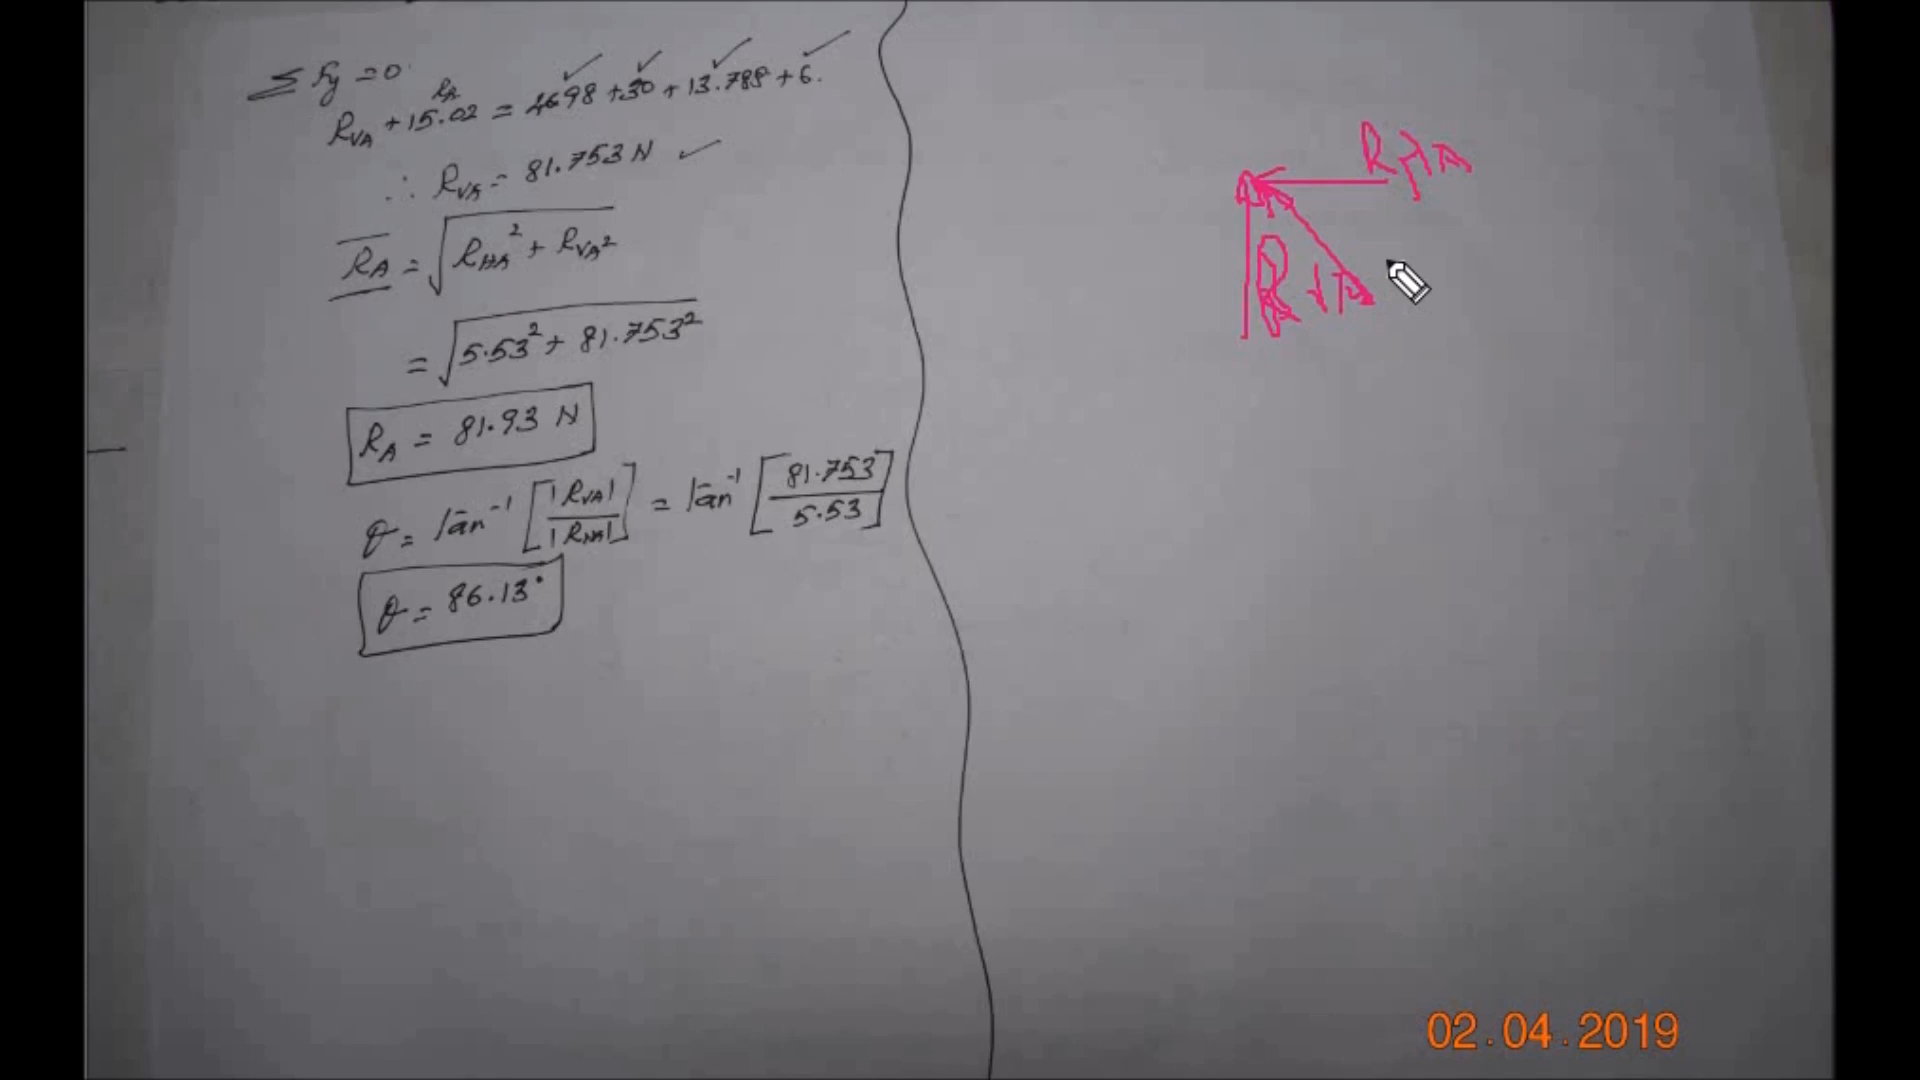 ΣFy = 0
RVA + 15.02 = 46.98 + 30 + 13.788 + 6.
RA
∴ RVA = 81.753 N
RA = √RHA² + RVA²
= √5.53² + 81.753²
RA = 81.93 N
θ = tan⁻¹ [|RVA| / |RHA|] = tan⁻¹ [81.753 / 5.53]
θ = 86.13°
RHA
02.04.2019